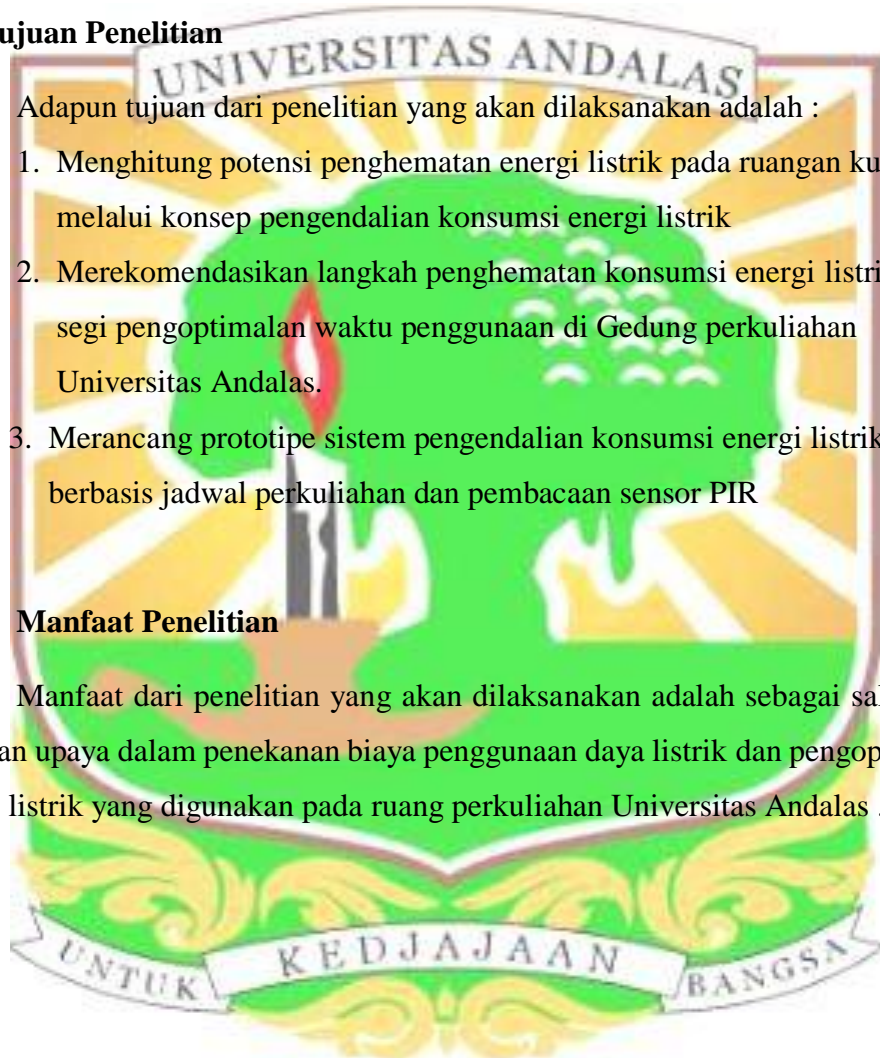 ujuan Penelitian
UNIVERSITAS ANDALAS
Adapun tujuan dari penelitian yang akan dilaksanakan adalah :
1. Menghitung potensi penghematan energi listrik pada ruangan ku
melalui konsep pengendalian konsumsi energi listrik
2. Merekomendasikan langkah penghematan konsumsi energi listri
segi pengoptimalan waktu penggunaan di Gedung perkuliahan
Universitas Andalas.
3. Merancang prototipe sistem pengendalian konsumsi energi listrik
berbasis jadwal perkuliahan dan pembacaan sensor PIR
Manfaat Penelitian
Manfaat dari penelitian yang akan dilaksanakan adalah sebagai sal
an upaya dalam penekanan biaya penggunaan daya listrik dan pengop
listrik yang digunakan pada ruang perkuliahan Universitas Andalas .
UNTUK KEDJAJAAN BANGSA